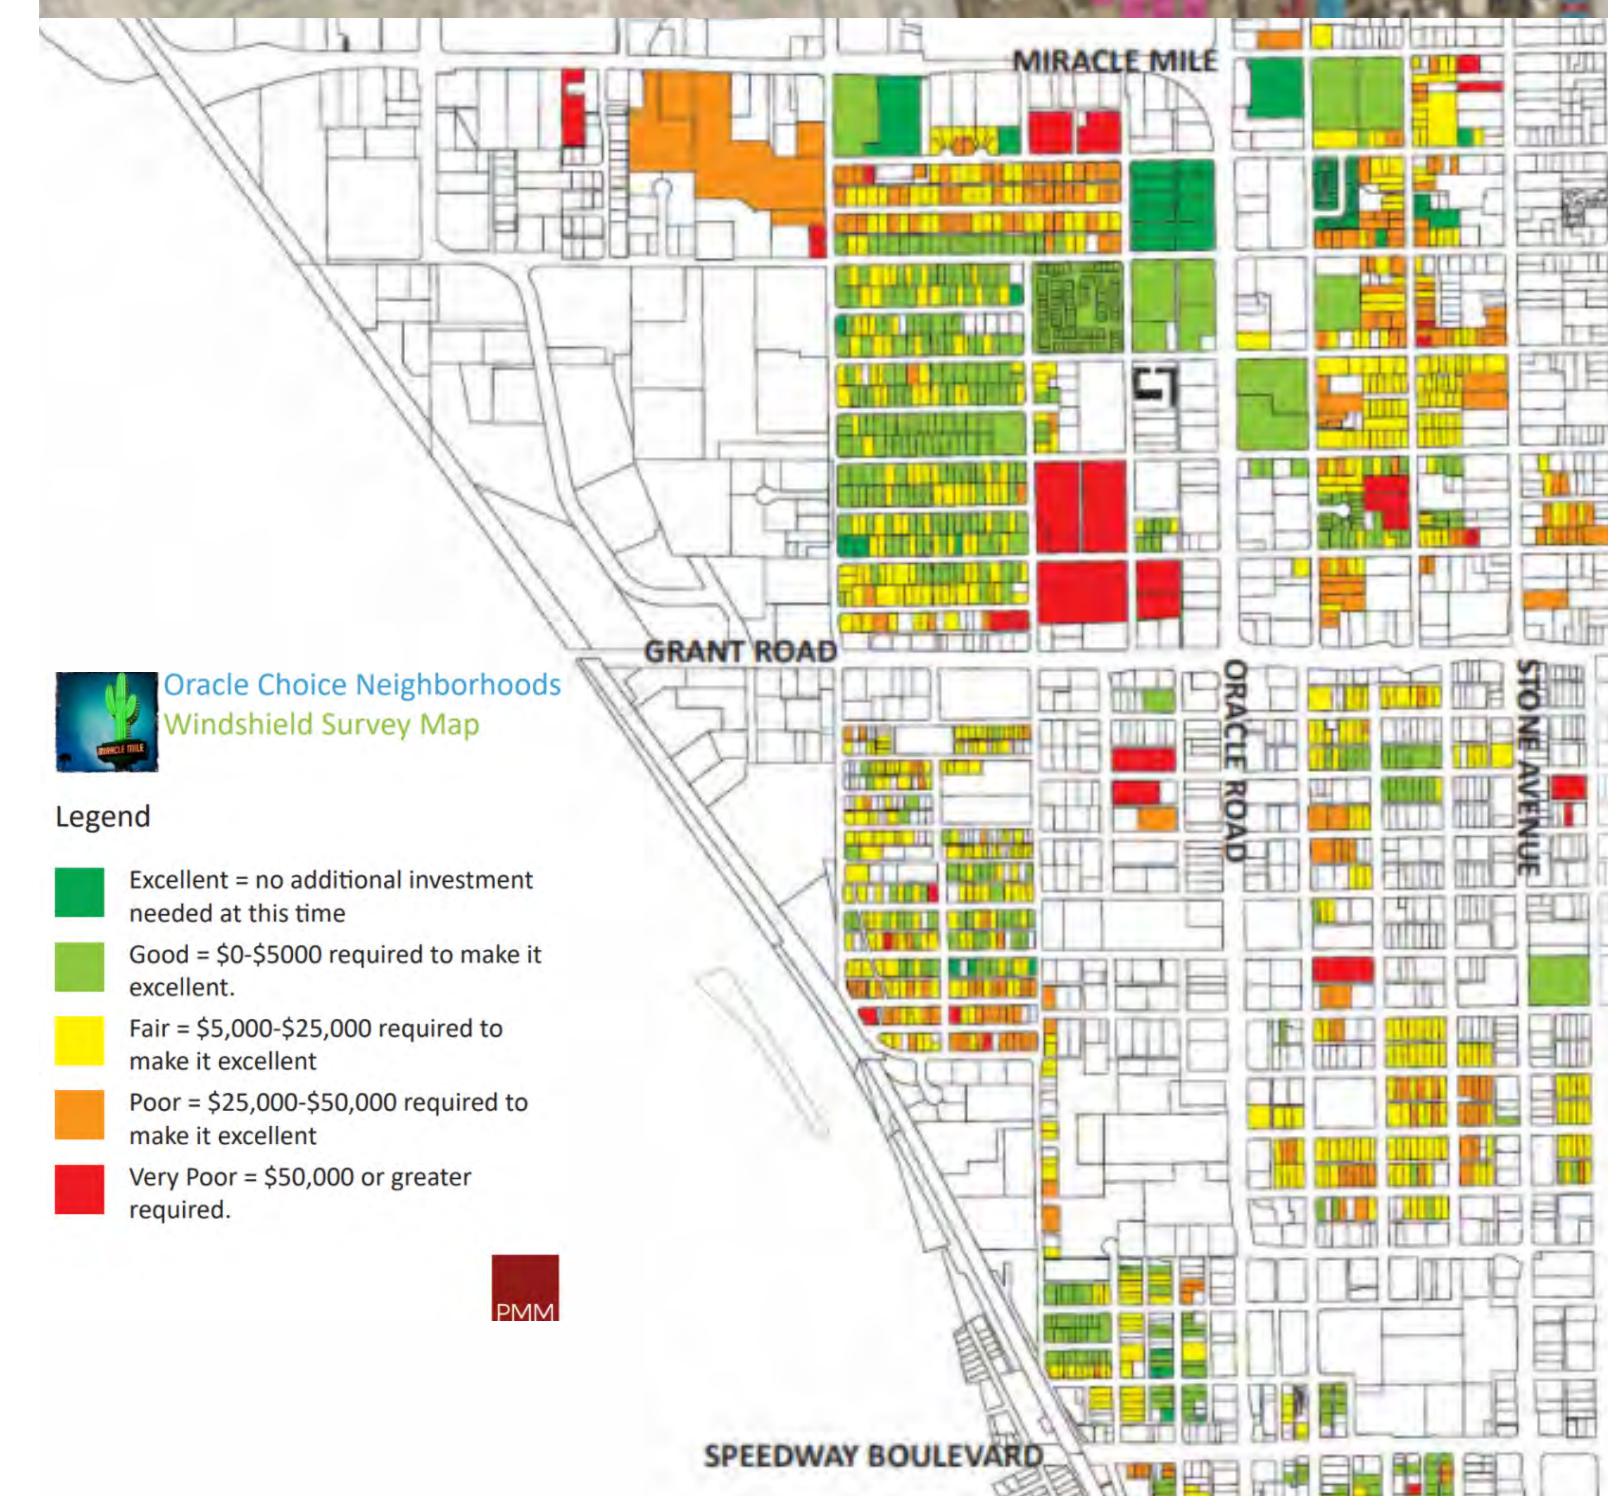 MIRACLE MILE
GRANT ROAD
ORACLE ROAD
STONE AVENUE
MIRACLE MILE
Oracle Choice Neighborhoods
Windshield Survey Map
Legend
Excellent = no additional investment
needed at this time
Good = $0-$5000 required to make it
excellent.
Fair = $5,000-$25,000 required to
make it excellent
Poor = $25,000-$50,000 required to
make it excellent
Very Poor = $50,000 or greater
required.
PMM
SPEEDWAY BOULEVARD